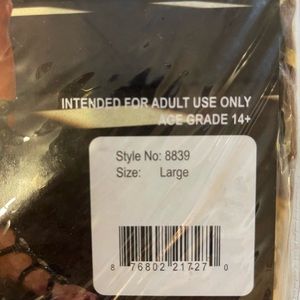 INTENDED FOR ADULT USE ONLY
AGE GRADE 14+
Style No: 8839
Size: Large
8 76802 21727 0